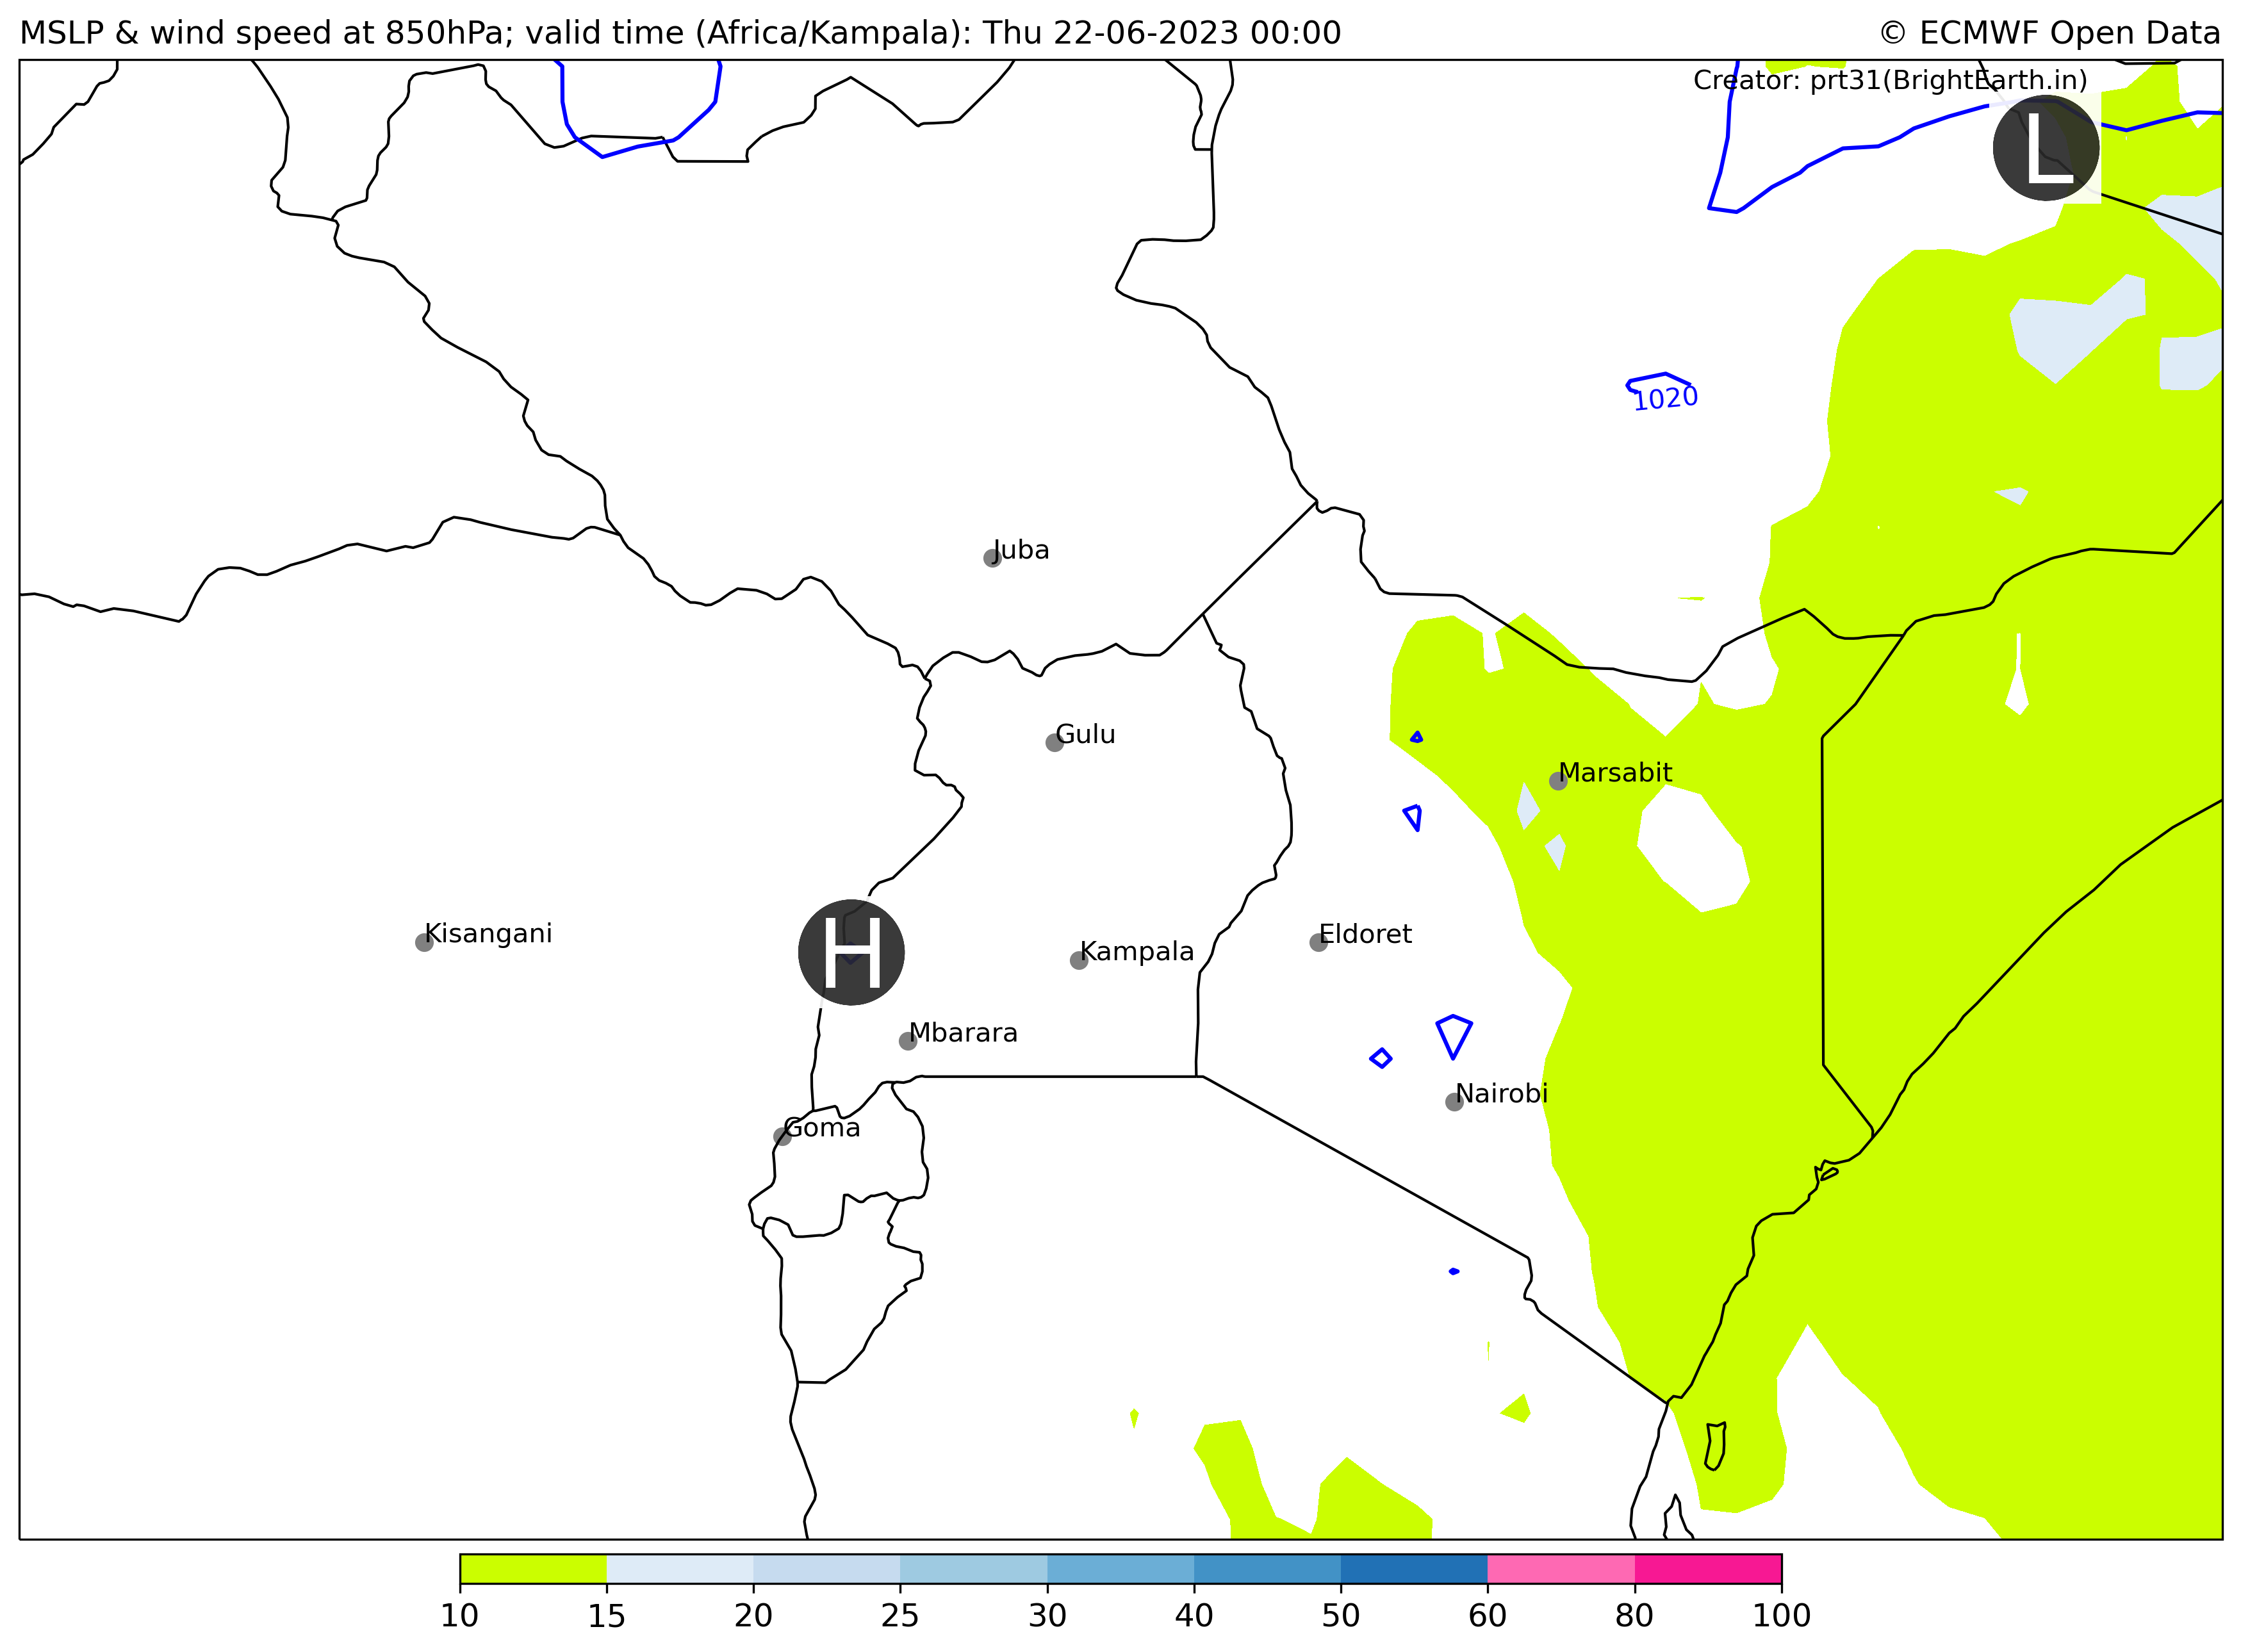 MSLP & wind speed at 850hPa; valid time (Africa/Kampala): Thu 22-06-2023 00:00
© ECMWF Open Data
Creator: prt31(BrightEarth.in)
L
1020
Juba
Gulu
Marsabit
Kisangani
H
Kampala
Eldoret
Mbarara
Nairobi
Goma
10 15 20 25 30 40 50 60 80 100